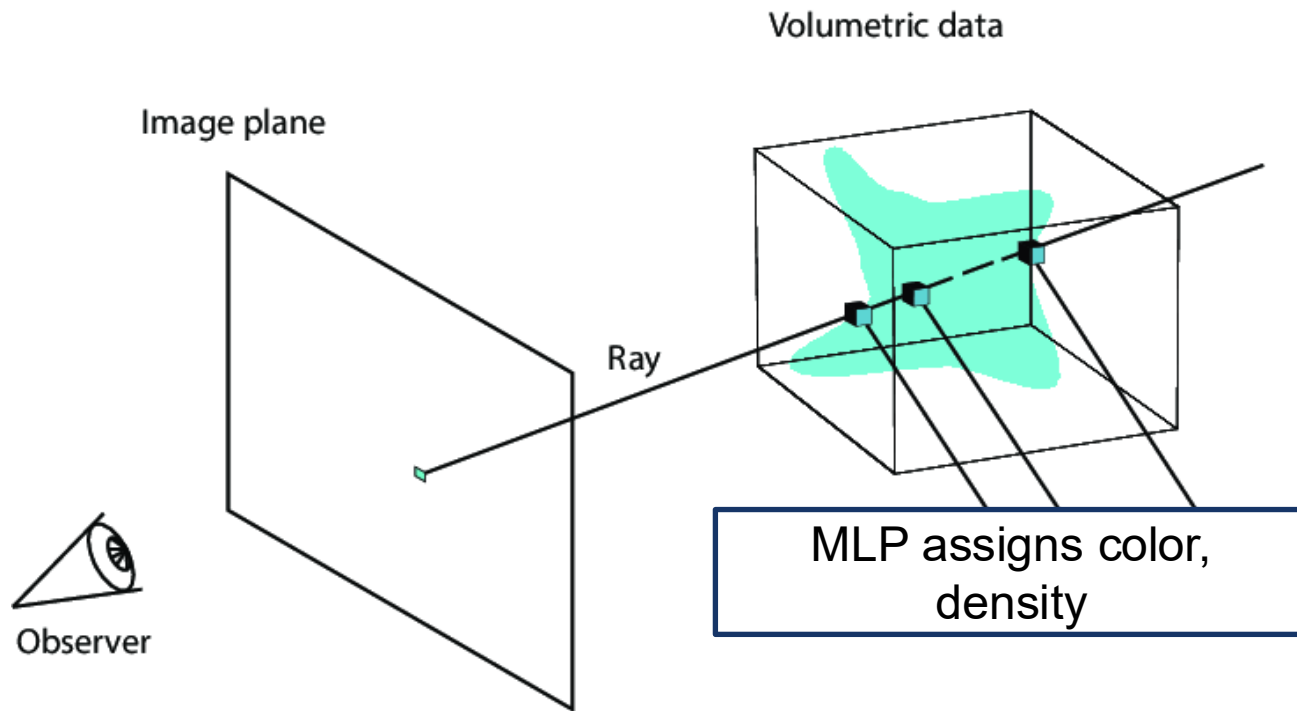 Volumetric data
Image plane
Ray
MLP assigns color,
density
Observer